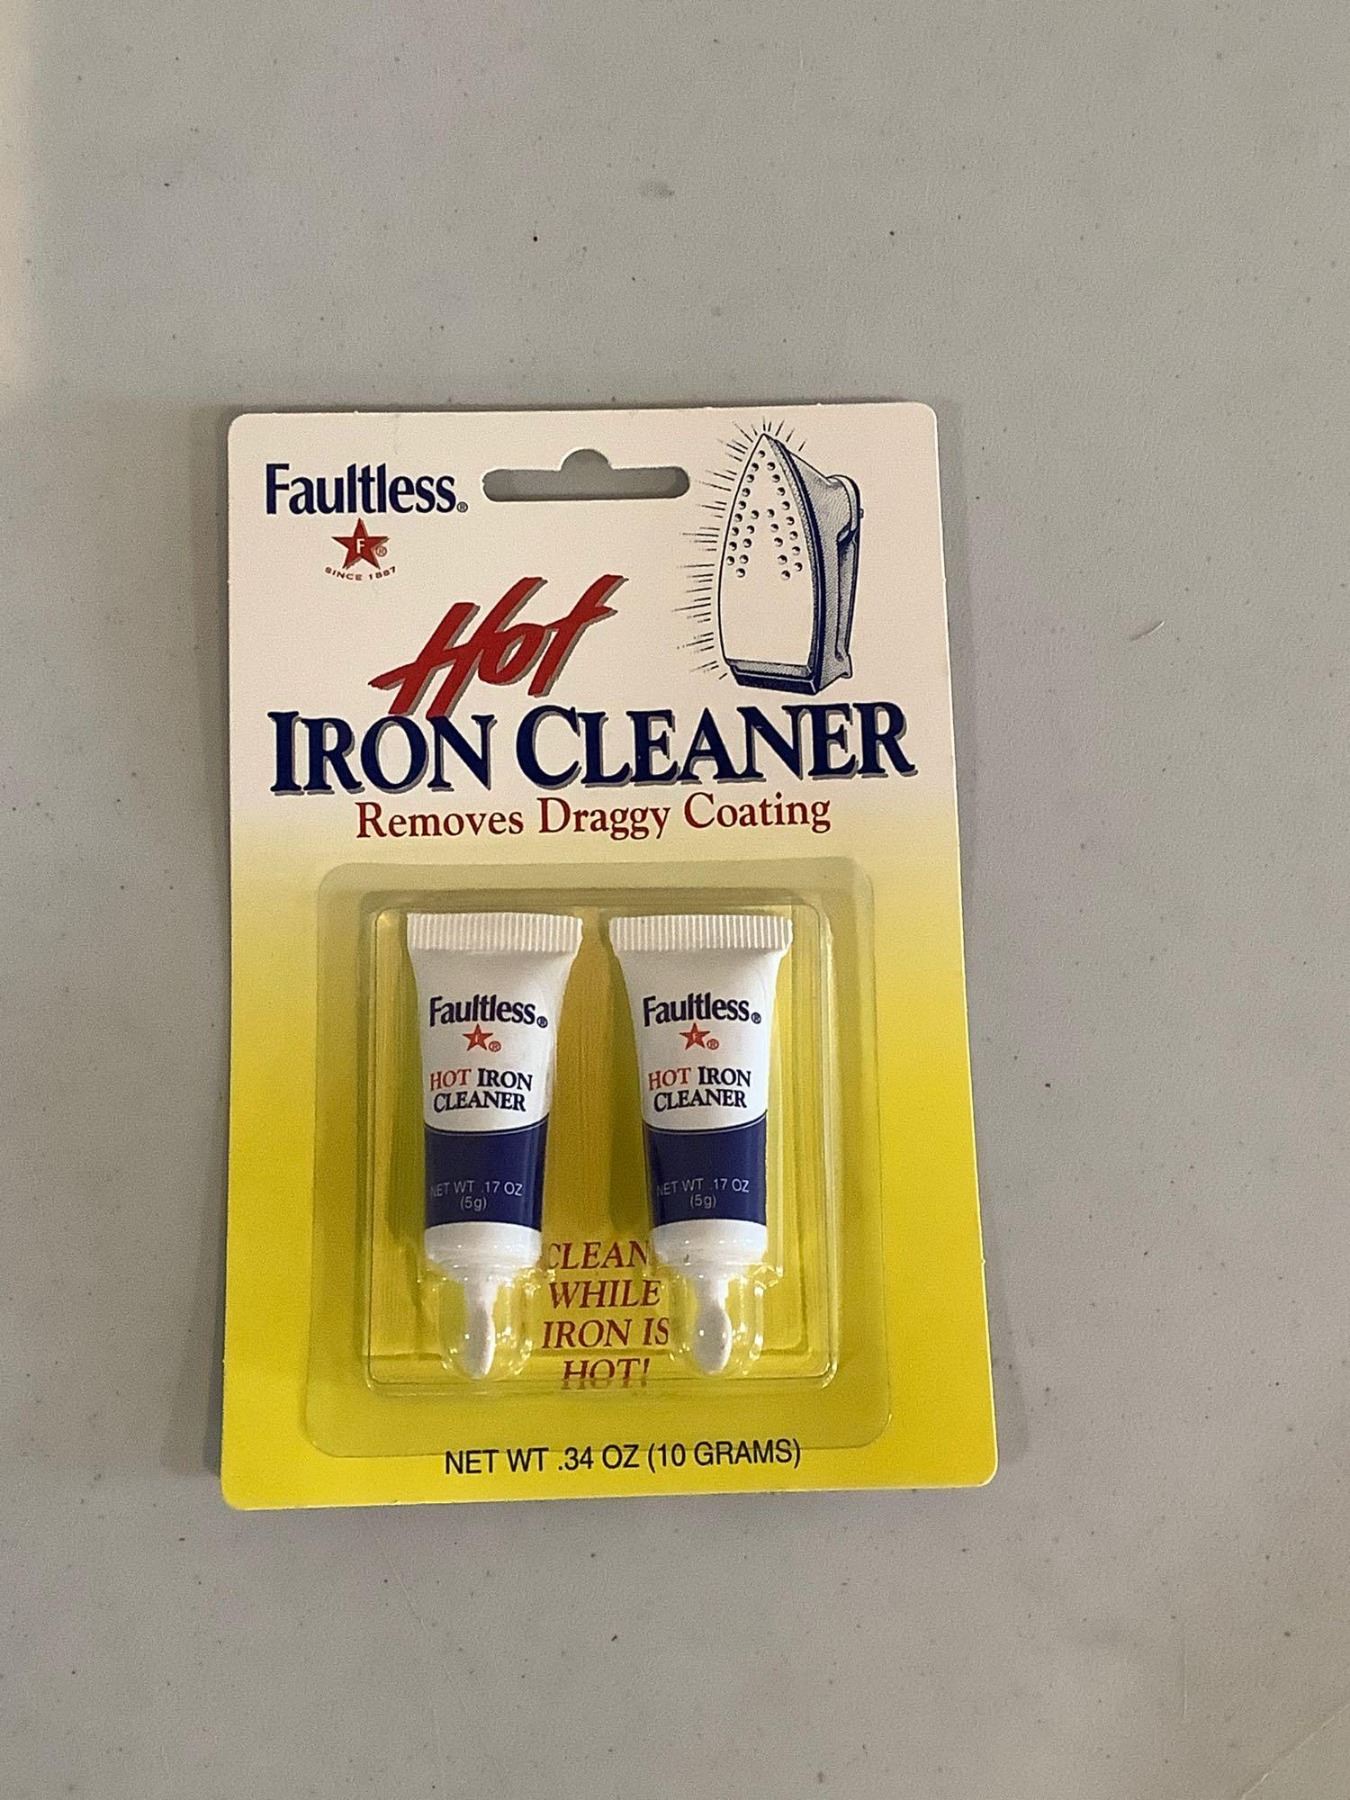 Faultless®
F®
SINCE 1887
Hot
IRON CLEANER
Removes Draggy Coating
Faultless®
F®
HOT IRON
CLEANER
NET WT .17 OZ
(5g)
Faultless®
F®
HOT IRON
CLEANER
NET WT .17 OZ
(5g)
CLEAN
WHILE
IRON IS
HOT!
NET WT .34 OZ (10 GRAMS)